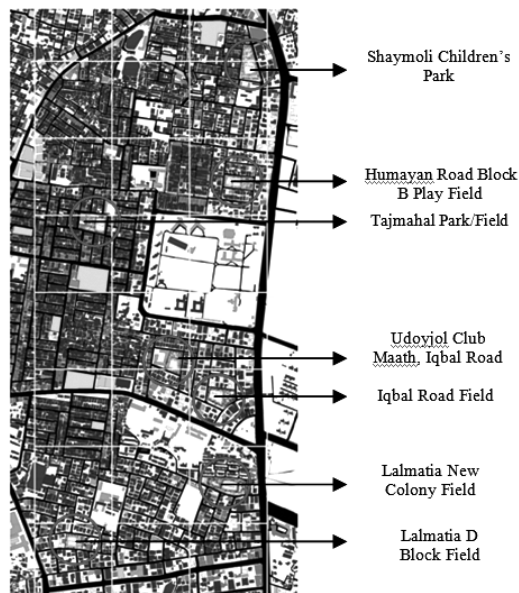 Shaymoli Children's
Park
Humayan Road Block
B Play Field
Tajmahal Park/Field
Udoyjol Club
Maath, Iqbal Road
Iqbal Road Field
Lalmatia New
Colony Field
Lalmatia D
Block Field